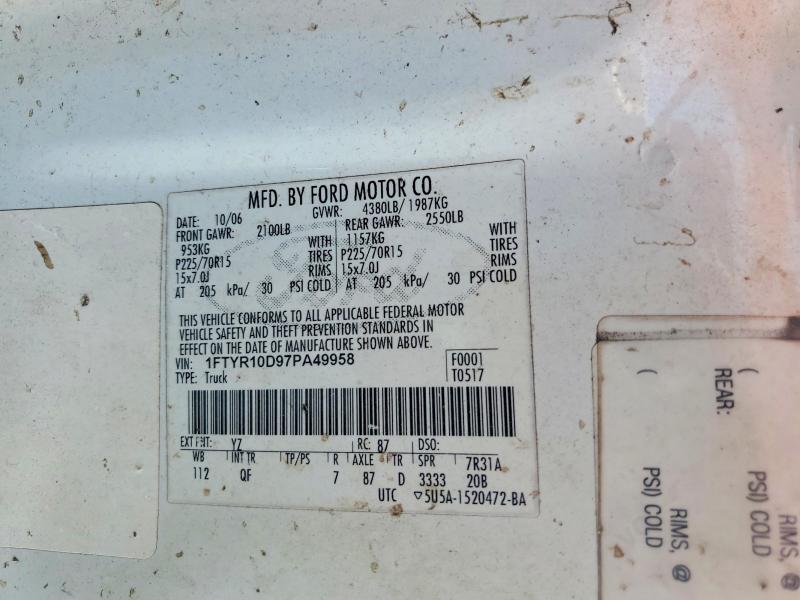 MFD. BY FORD MOTOR CO.
DATE: 10/06 GVWR: 4380LB/ 1987KG
FRONT GAWR: 2100LB REAR GAWR: 2550LB
953KG WITH 1157KG WITH
P225/70R15 TIRES P225/70R15 TIRES
15x7.0J RIMS 15x7.0J RIMS
AT 205 kPa/ 30 PSI COLD AT 205 kPa/ 30 PSI COLD
THIS VEHICLE CONFORMS TO ALL APPLICABLE FEDERAL MOTOR
VEHICLE SAFETY AND THEFT PREVENTION STANDARDS IN
EFFECT ON THE DATE OF MANUFACTURE SHOWN ABOVE.
VIN: 1FTYR10D97PA49958 F0001
TYPE: Truck T0517
EXT PNT: YZ RC: 87 DSO:
WB INT TR TP/PS R AXLE TR SPR 7R31A
112 QF 7 87 D 3333 20B
UTC ▽5U5A-1520472-BA
REAR: (
( PSI) COLD
RIMS, @
( PSI) COLD
RIMS, @